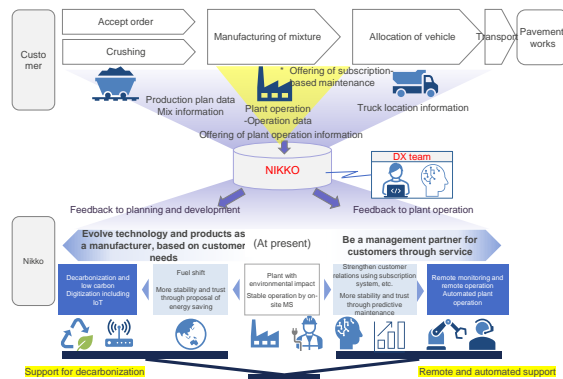 Accept order
Crushing
Manufacturing of mixture
Allocation of vehicle
Transport
Pavement
works
Custo
mer
* Offering of subscription-
based maintenance
Production plan data
Mix information
Plant operation
-Operation data
Truck location information
Offering of plant operation information
NIKKO
DX team
Feedback to planning and development
Feedback to plant operation
Nikko
Evolve technology and products as
a manufacturer, based on customer
needs
(At present)
Be a management partner for
customers through service
Decarbonization and
low carbon
Digitization including
IoT
Fuel shift
More stability and trust
through proposal of
energy saving
Plant with
environmental impact
Stable operation by on-
site MS
Strengthen customer
relations using subscription
system, etc.
More stability and trust
through predictive
maintenance
Remote monitoring and
remote operation
Automated plant
operation
Support for decarbonization
Remote and automated support